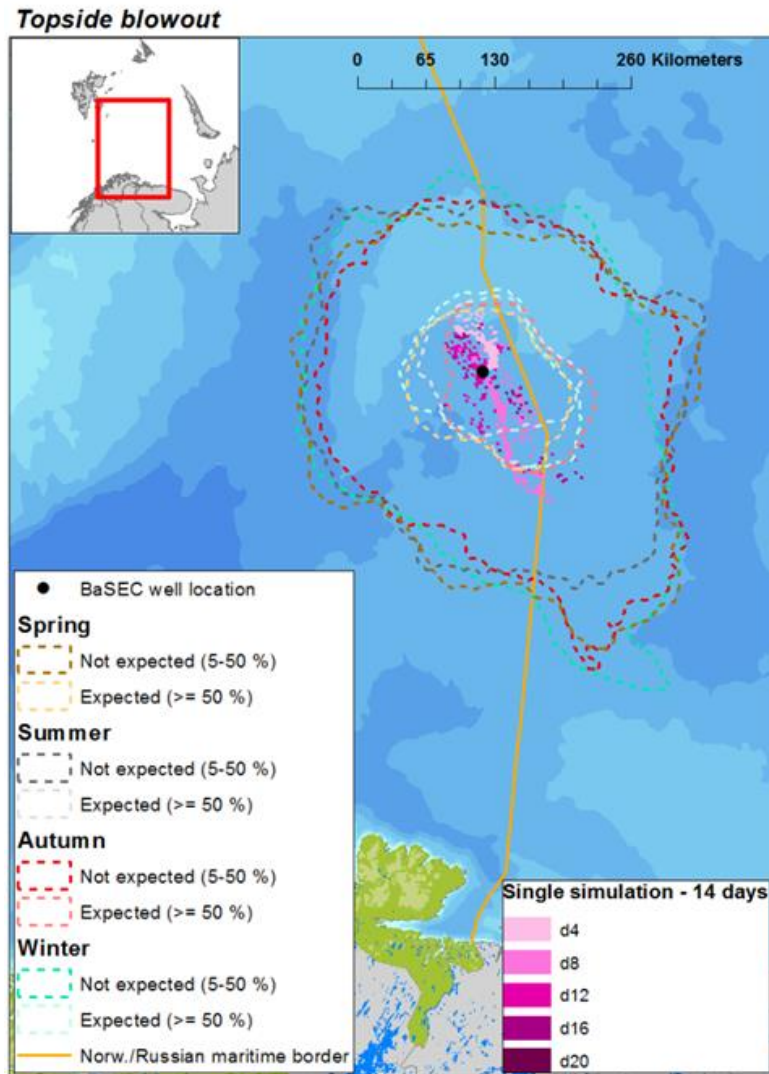 Topside blowout
0 65 130 260 Kilometers
BaSEC well location
Spring
Not expected (5-50 %)
Expected (>= 50 %)
Summer
Not expected (5-50 %)
Expected (>= 50 %)
Autumn
Not expected (5-50 %)
Expected (>= 50 %)
Winter
Not expected (5-50 %)
Expected (>= 50 %)
Norw./Russian maritime border
Single simulation - 14 days
d4
d8
d12
d16
d20